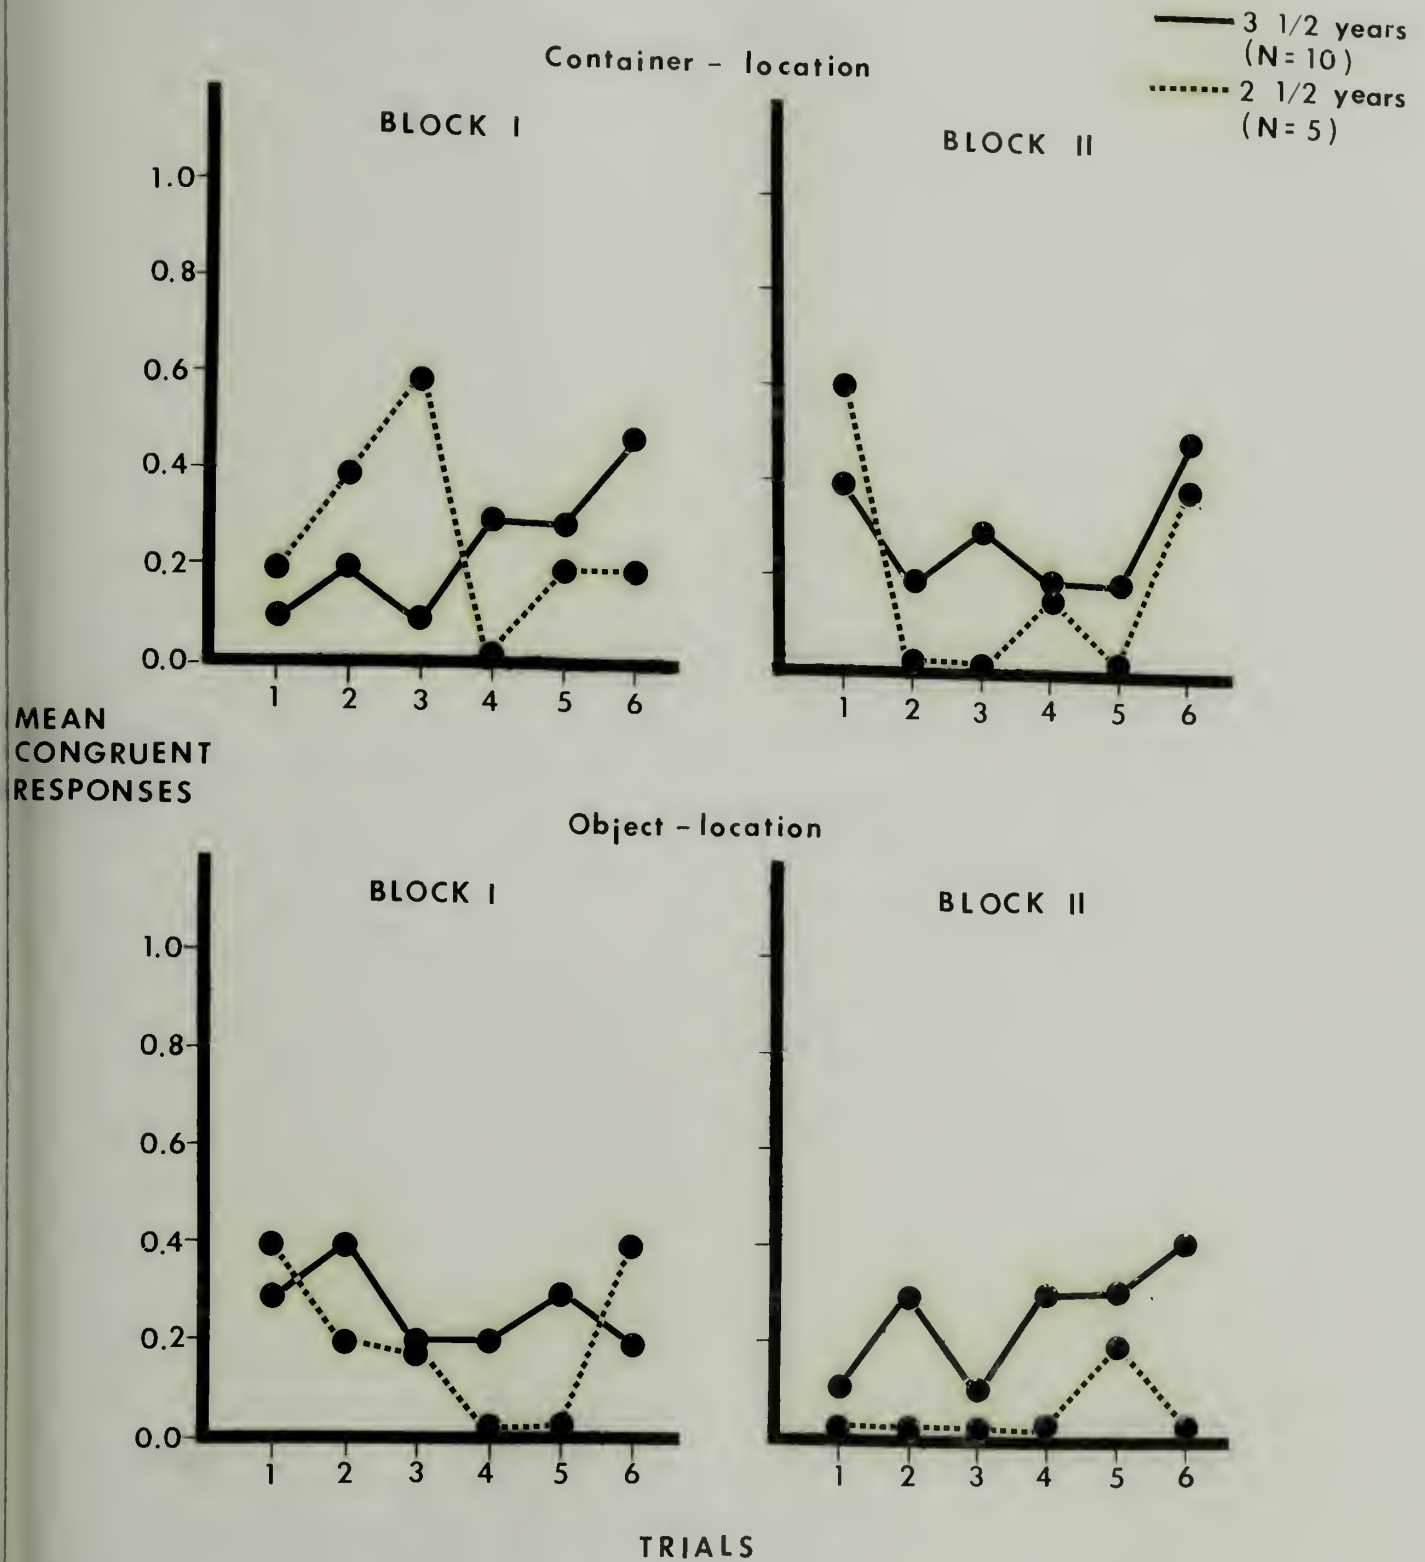 3 1/2 years
(N=10)
2 1/2 years
(N=5)
Container - location
BLOCK I
BLOCK II
1.0
0.8
0.6
0.4
0.2
0.0
1 2 3 4 5 6
1 2 3 4 5 6
MEAN
CONGRUENT
RESPONSES
Object - location
BLOCK I
BLOCK II
1.0
0.8
0.6
0.4
0.2
0.0
1 2 3 4 5 6
1 2 3 4 5 6
TRIALS